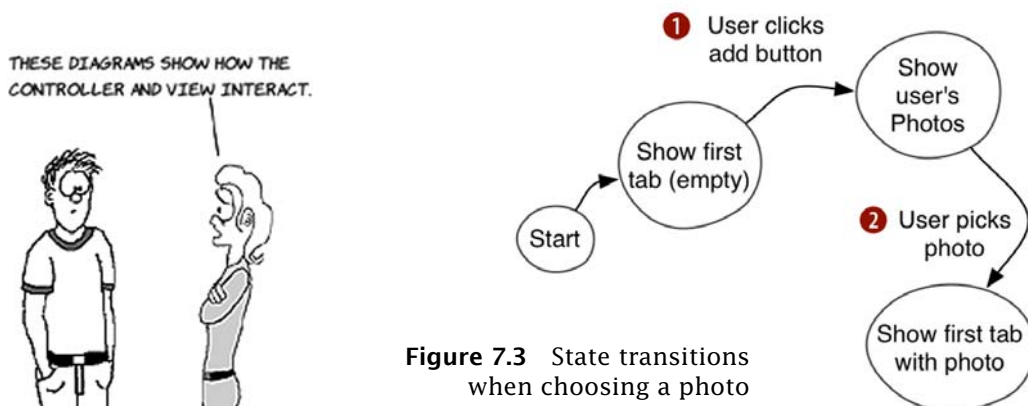 THESE DIAGRAMS SHOW HOW THE
CONTROLLER AND VIEW INTERACT.
1 User clicks
add button
Show
user's
Photos
Show first
tab (empty)
Start
2 User picks
photo
Show first tab
with photo
Figure 7.3 State transitions
when choosing a photo